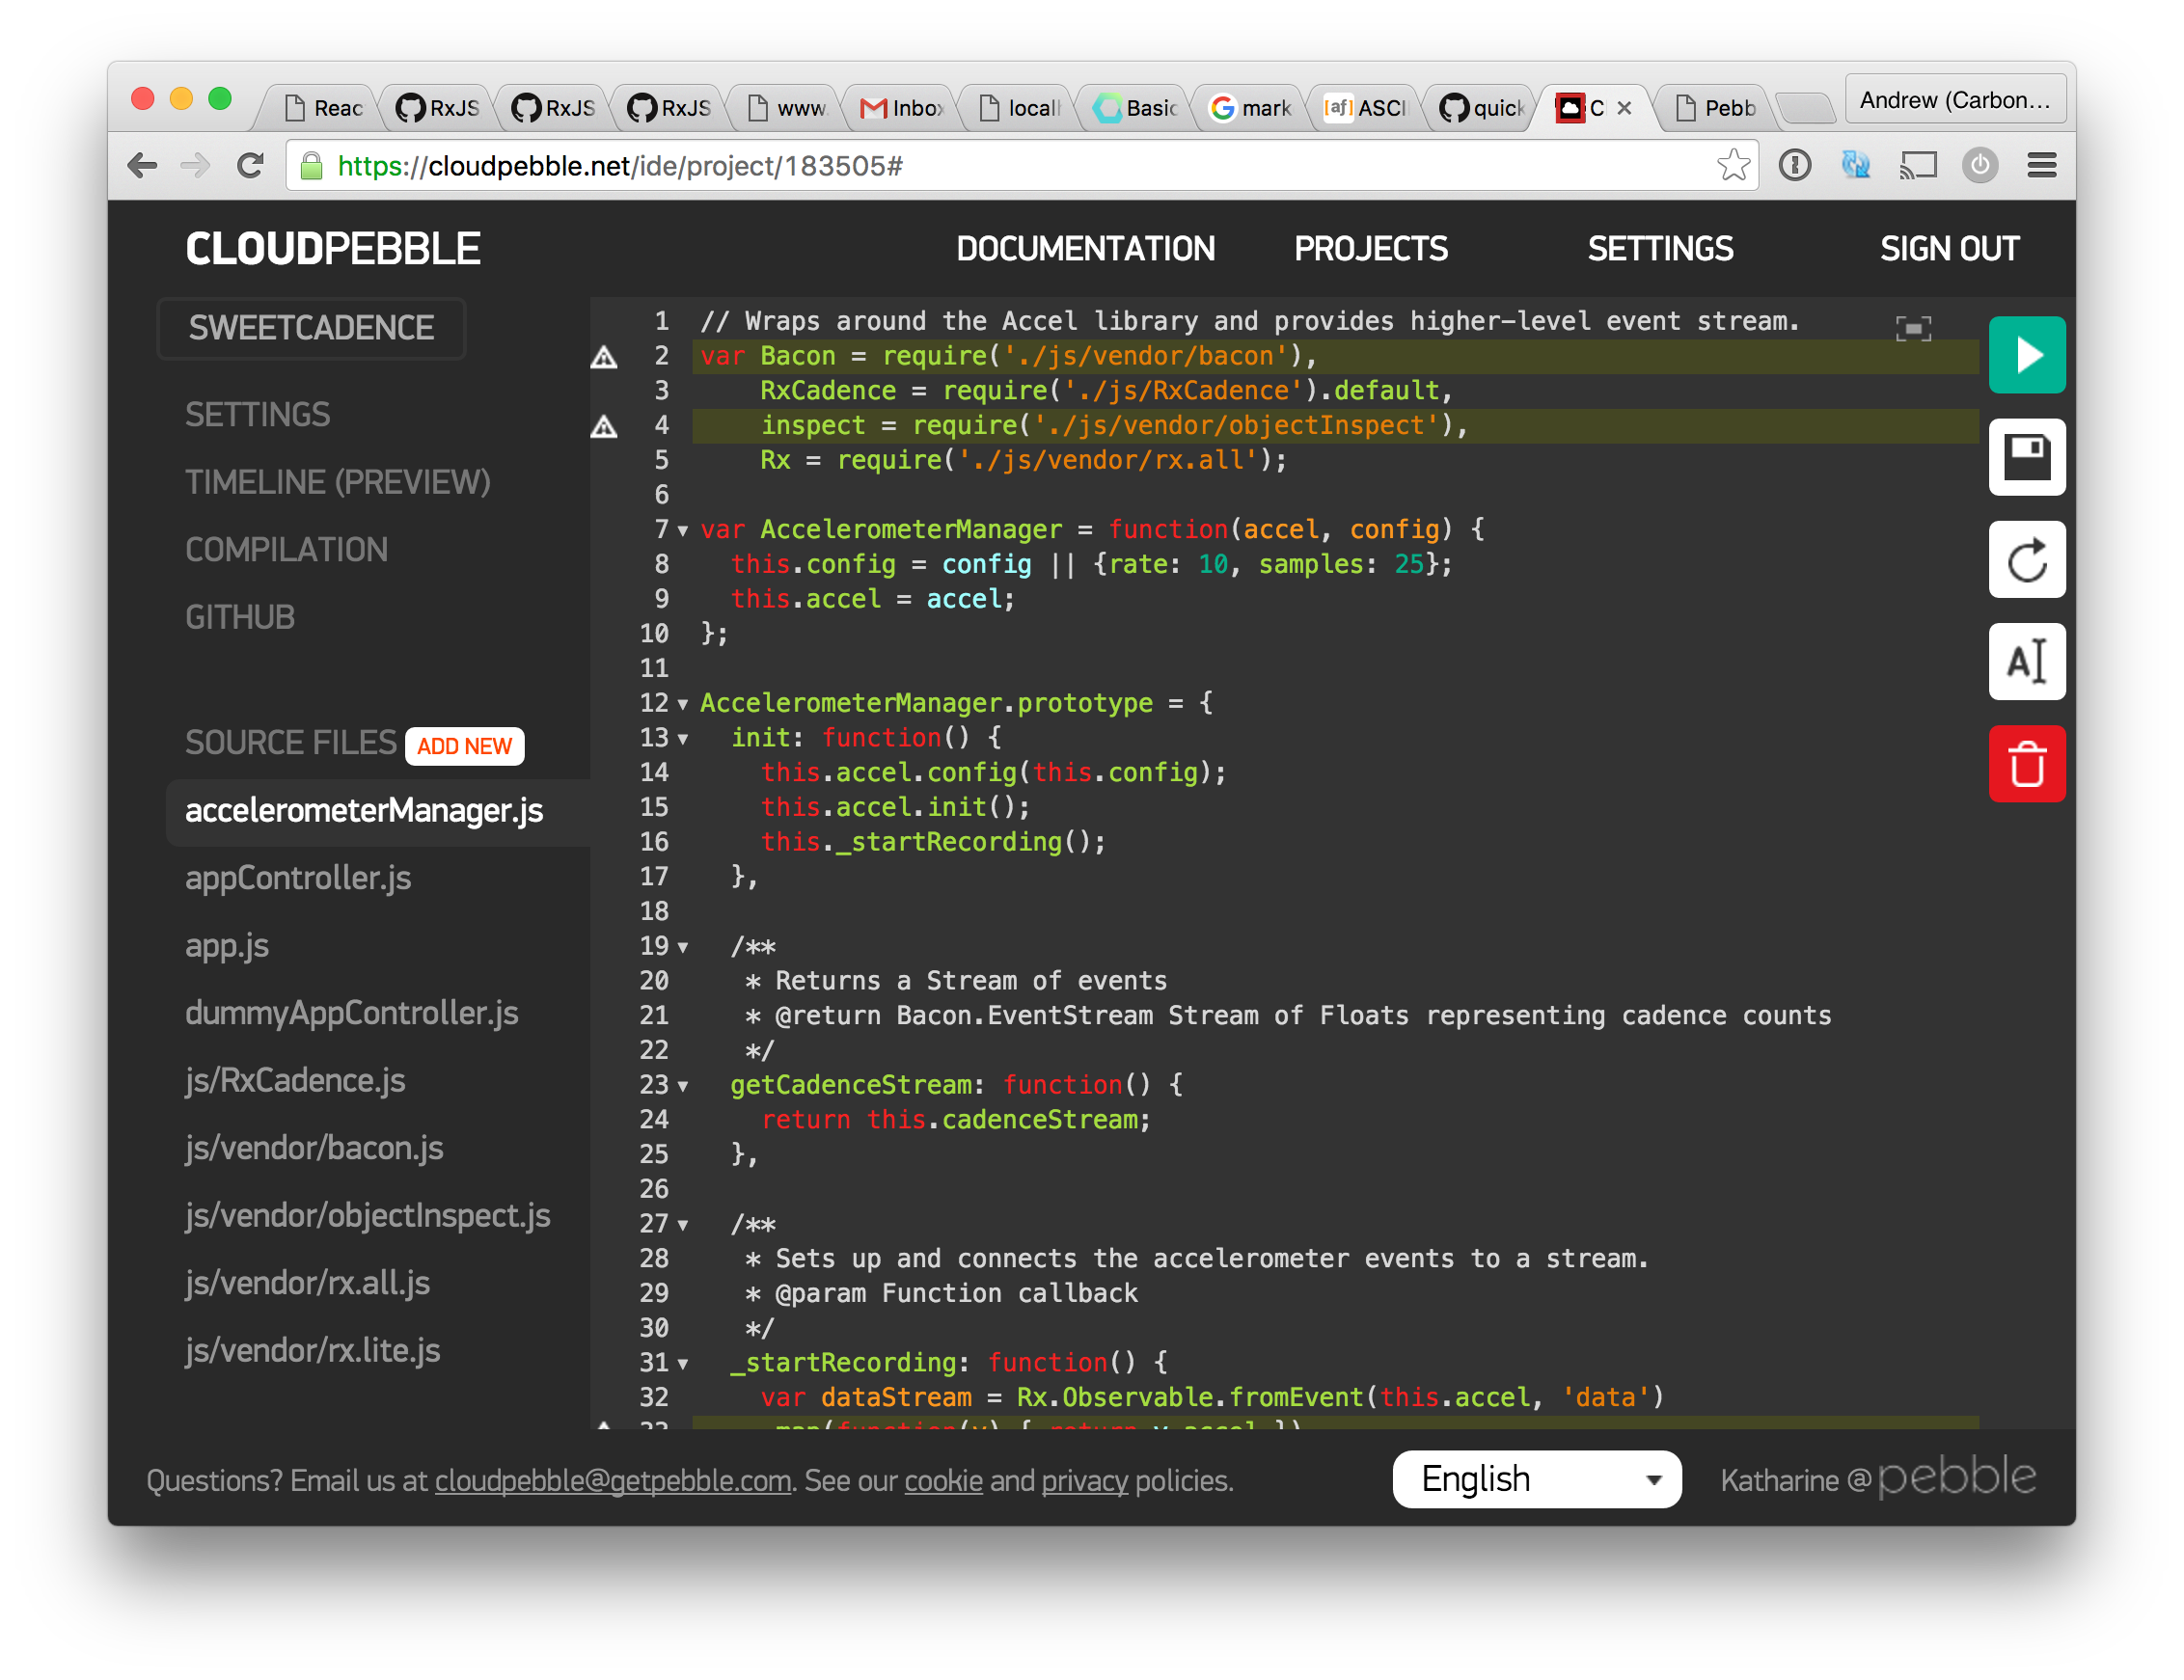 Reac
RxJS
RxJS
RxJS
www.
Inbox
local
Basic
mark
[af] ASCI
quick
C
Pebb
Andrew (Carbon...
https://cloudpebble.net/ide/project/183505#
CLOUDPEBBLE
DOCUMENTATION
PROJECTS
SETTINGS
SIGN OUT
SWEETCADENCE
SETTINGS
TIMELINE (PREVIEW)
COMPILATION
GITHUB
SOURCE FILES ADD NEW
accelerometerManager.js
appController.js
app.js
dummyAppController.js
js/RxCadence.js
js/vendor/bacon.js
js/vendor/objectInspect.js
js/vendor/rx.all.js
js/vendor/rx.lite.js
1 // Wraps around the Accel library and provides higher-level event stream.
2 var Bacon = require('./js/vendor/bacon'),
3     RxCadence = require('./js/RxCadence').default,
4     inspect = require('./js/vendor/objectInspect'),
5     Rx = require('./js/vendor/rx.all');
6
7 var AccelerometerManager = function(accel, config) {
8   this.config = config || {rate: 10, samples: 25};
9   this.accel = accel;
10 };
11
12 AccelerometerManager.prototype = {
13   init: function() {
14     this.accel.config(this.config);
15     this.accel.init();
16     this._startRecording();
17   },
18
19   /**
20    * Returns a Stream of events
21    * @return Bacon.EventStream Stream of Floats representing cadence counts
22    */
23   getCadenceStream: function() {
24     return this.cadenceStream;
25   },
26
27   /**
28    * Sets up and connects the accelerometer events to a stream.
29    * @param Function callback
30    */
31   _startRecording: function() {
32     var dataStream = Rx.Observable.fromEvent(this.accel, 'data')
Questions? Email us at cloudpebble@getpebble.com. See our cookie and privacy policies.
English
Katharine @ pebble